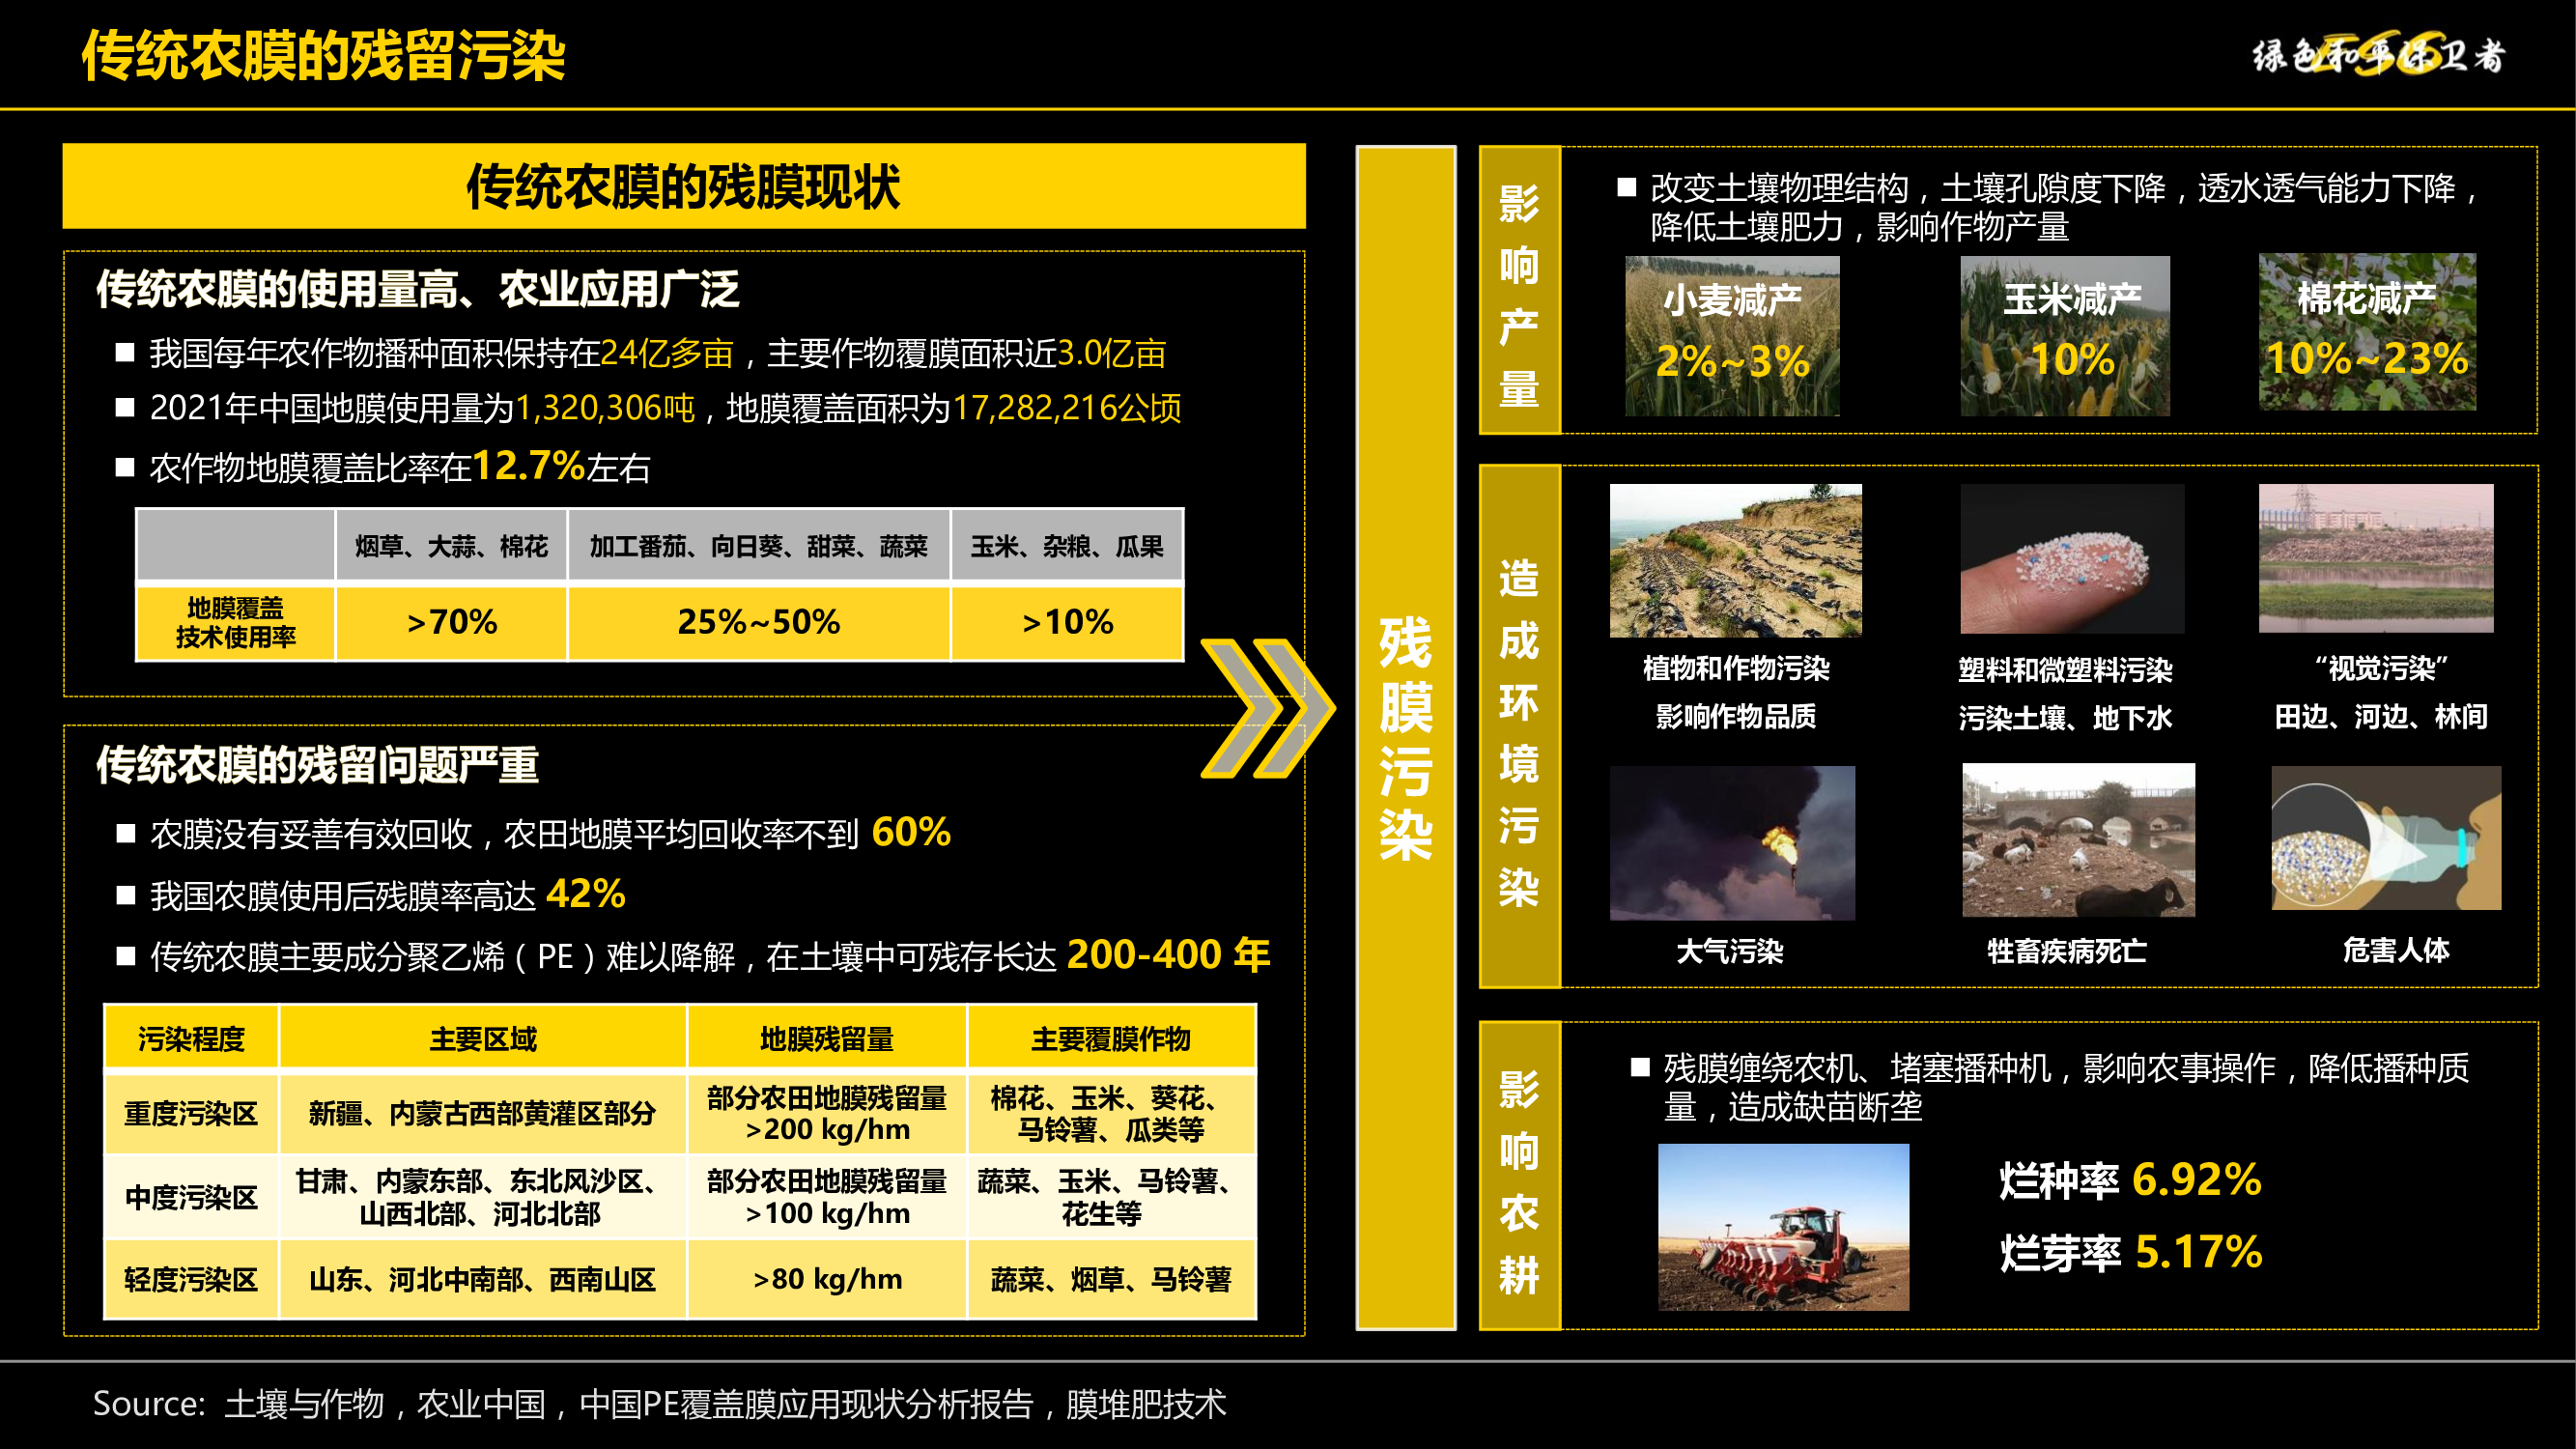 传统农膜的残留污染
绿色和平保卫者
传统农膜的残膜现状
传统农膜的使用量高、农业应用广泛
我国每年农作物播种面积保持在24亿多亩，主要作物覆膜面积近3.0亿亩
2021年中国地膜使用量为1,320,306吨，地膜覆盖面积为17,282,216公顷
农作物地膜覆盖比率在12.7%左右
烟草、大蒜、棉花 加工番茄、向日葵、甜菜、蔬菜 玉米、杂粮、瓜果
地膜覆盖
技术使用率
>70% 25%~50% >10%
传统农膜的残留问题严重
农膜没有妥善有效回收，农田地膜平均回收率不到 60%
我国农膜使用后残膜率高达 42%
传统农膜主要成分聚乙烯（PE）难以降解，在土壤中可残存长达 200-400 年
污染程度 主要区域 地膜残留量 主要覆膜作物
重度污染区 新疆、内蒙古西部黄灌区部分
部分农田地膜残留量
>200 kg/hm
棉花、玉米、葵花、
马铃薯、瓜类等
中度污染区
甘肃、内蒙东部、东北风沙区、
山西北部、河北北部
部分农田地膜残留量
>100 kg/hm
蔬菜、玉米、马铃薯、
花生等
轻度污染区 山东、河北中南部、西南山区 >80 kg/hm 蔬菜、烟草、马铃薯
残膜污染
影响产量
改变土壤物理结构，土壤孔隙度下降，透水透气能力下降，
降低土壤肥力，影响作物产量
小麦减产
2%~3%
玉米减产
10%
棉花减产
10%~23%
造成环境污染
植物和作物污染
影响作物品质
塑料和微塑料污染
污染土壤、地下水
“视觉污染”
田边、河边、林间
大气污染
牲畜疾病死亡
危害人体
影响农耕
残膜缠绕农机、堵塞播种机，影响农事操作，降低播种质
量，造成缺苗断垄
烂种率 6.92%
烂芽率 5.17%
Source: 土壤与作物，农业中国，中国PE覆盖膜应用现状分析报告，膜堆肥技术